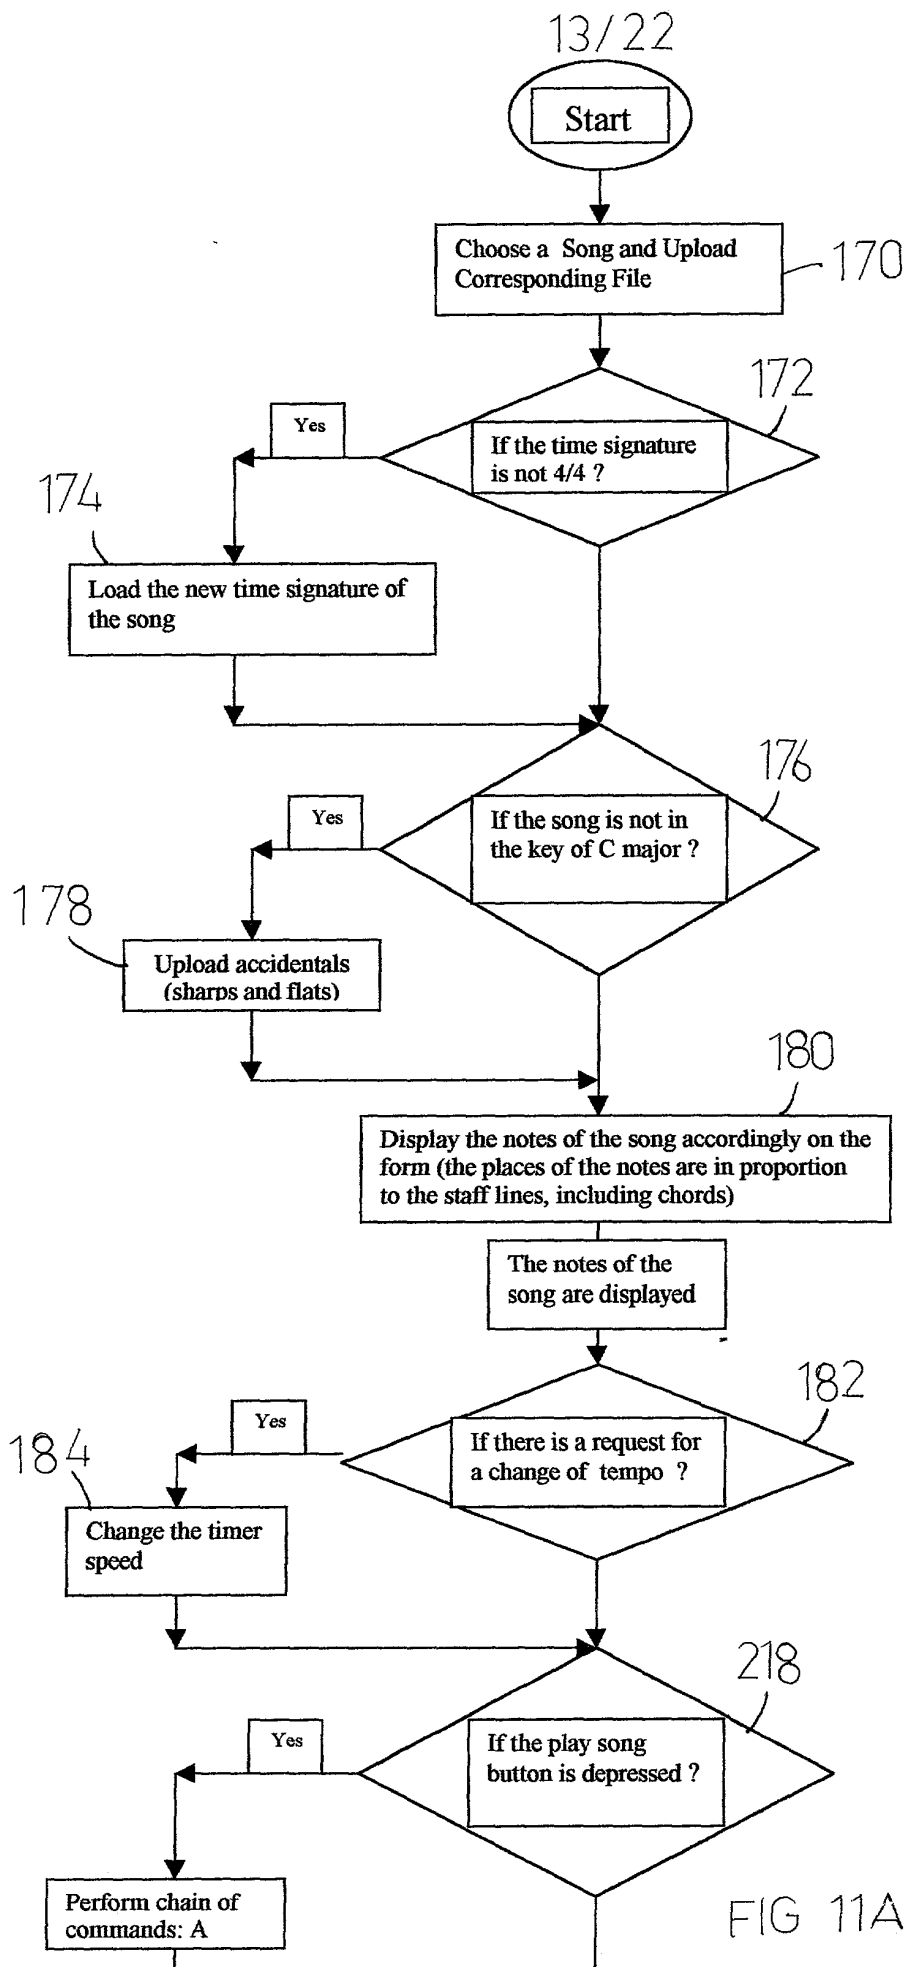 13/22
Start
Choose a Song and Upload
Corresponding File
170
172
Yes
If the time signature
is not 4/4 ?
174
Load the new time signature of
the song
176
Yes
If the song is not in
the key of C major ?
178
Upload accidentals
(sharps and flats)
180
Display the notes of the song accordingly on the
form (the places of the notes are in proportion
to the staff lines, including chords)
The notes of the
song are displayed
182
Yes
If there is a request for
a change of tempo ?
184
Change the timer
speed
218
Yes
If the play song
button is depressed ?
Perform chain of
commands: A
FIG 11A